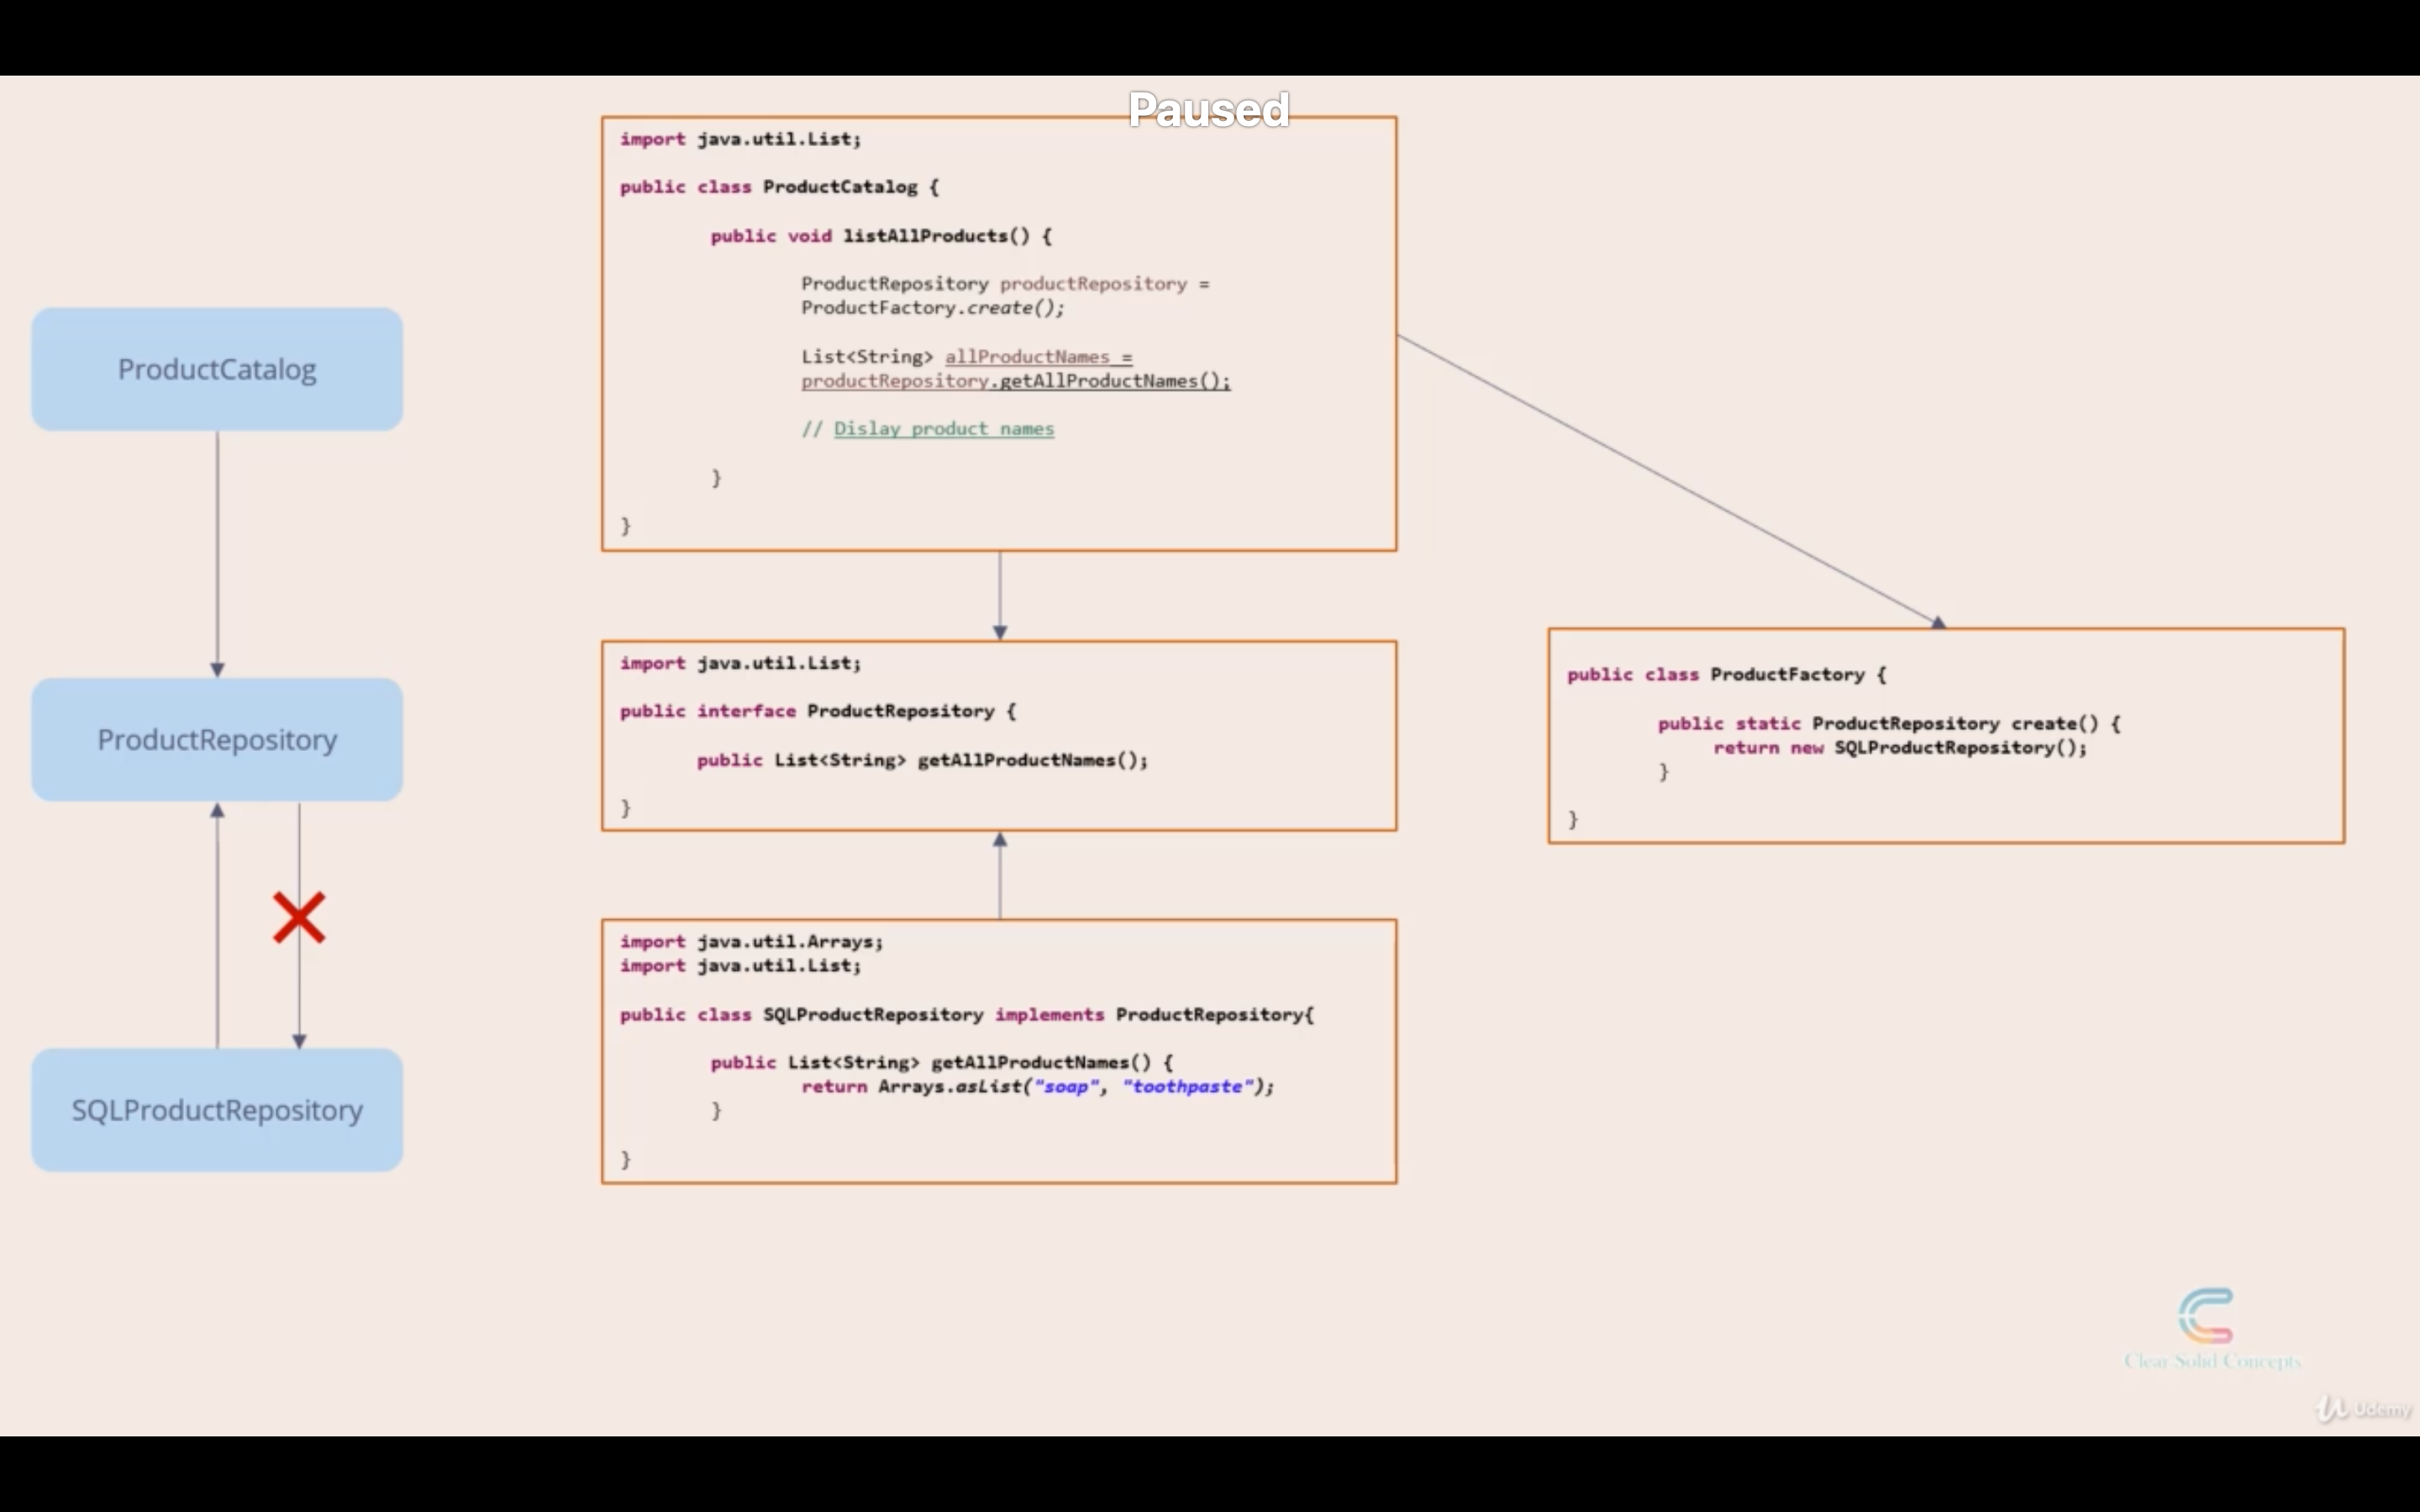 Paused
ProductCatalog
ProductRepository
SQLProductRepository
import java.util.List;
public class ProductCatalog {
public void listAllProducts() {
ProductRepository productRepository =
ProductFactory.create();
List<String> allProductNames =
productRepository.getAllProductNames();
// Dislay product names
}
}
import java.util.List;
public interface ProductRepository {
public List<String> getAllProductNames();
}
import java.util.Arrays;
import java.util.List;
public class SQLProductRepository implements ProductRepository{
public List<String> getAllProductNames() {
return Arrays.asList("soap", "toothpaste");
}
}
public class ProductFactory {
public static ProductRepository create() {
return new SQLProductRepository();
}
}
Clear Solid Concepts
Udemy